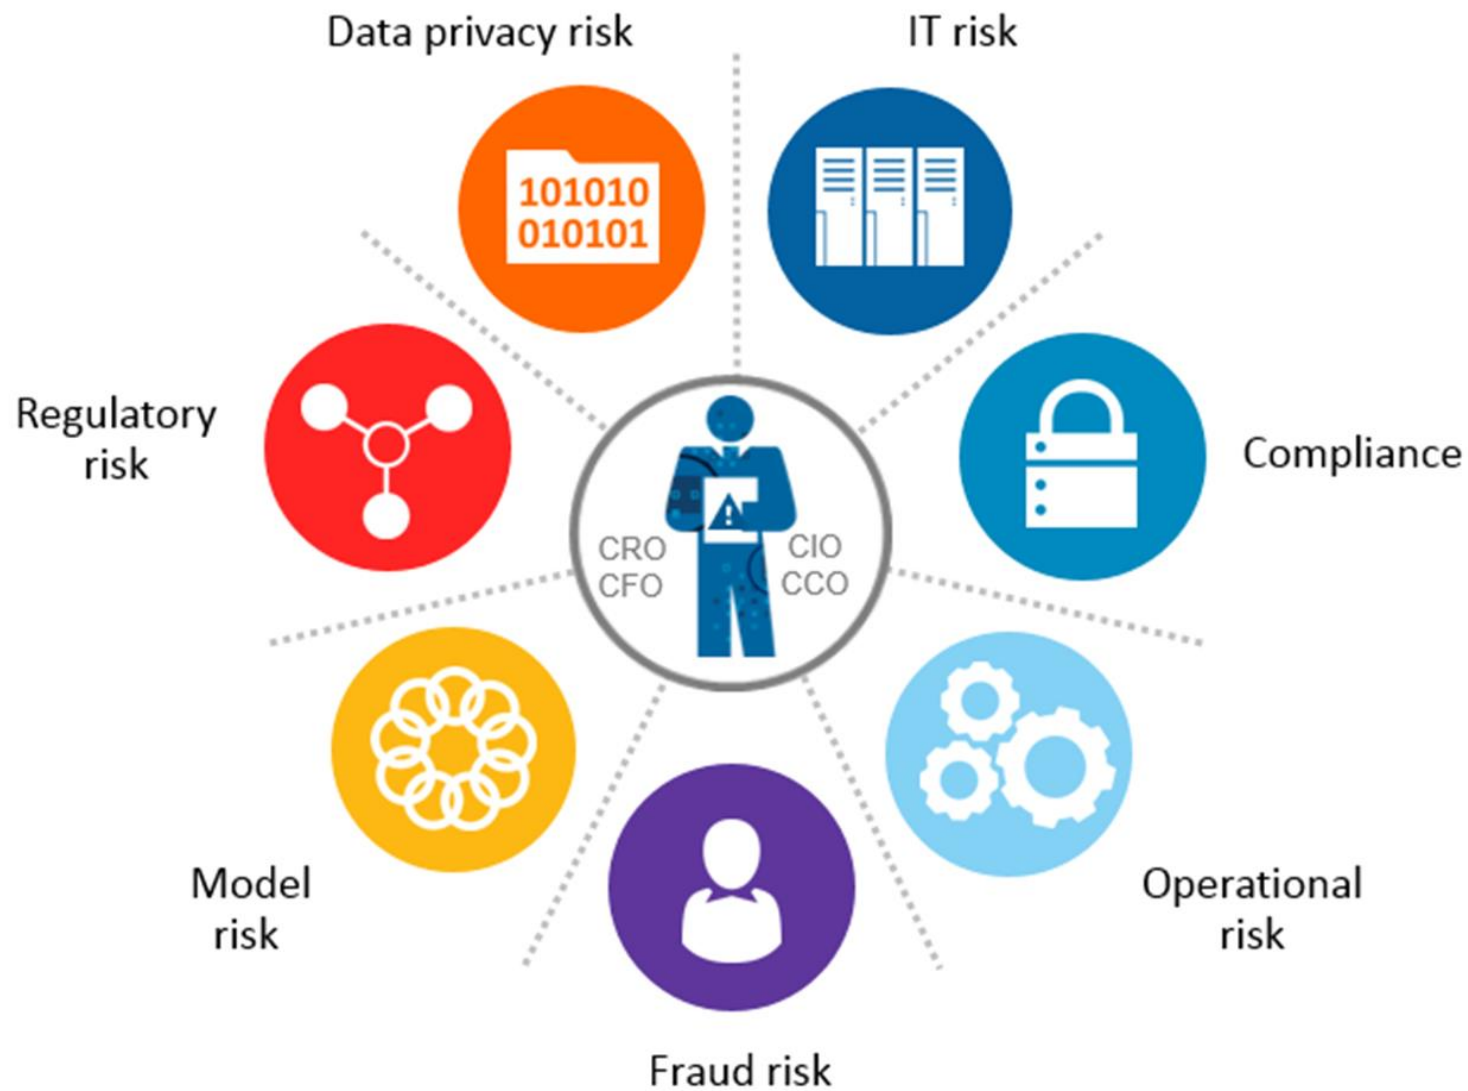 Data privacy risk
IT risk
101010
010101
Regulatory
risk
Compliance
CRO
CFO
CIO
CCO
Model
risk
Operational
risk
Fraud risk